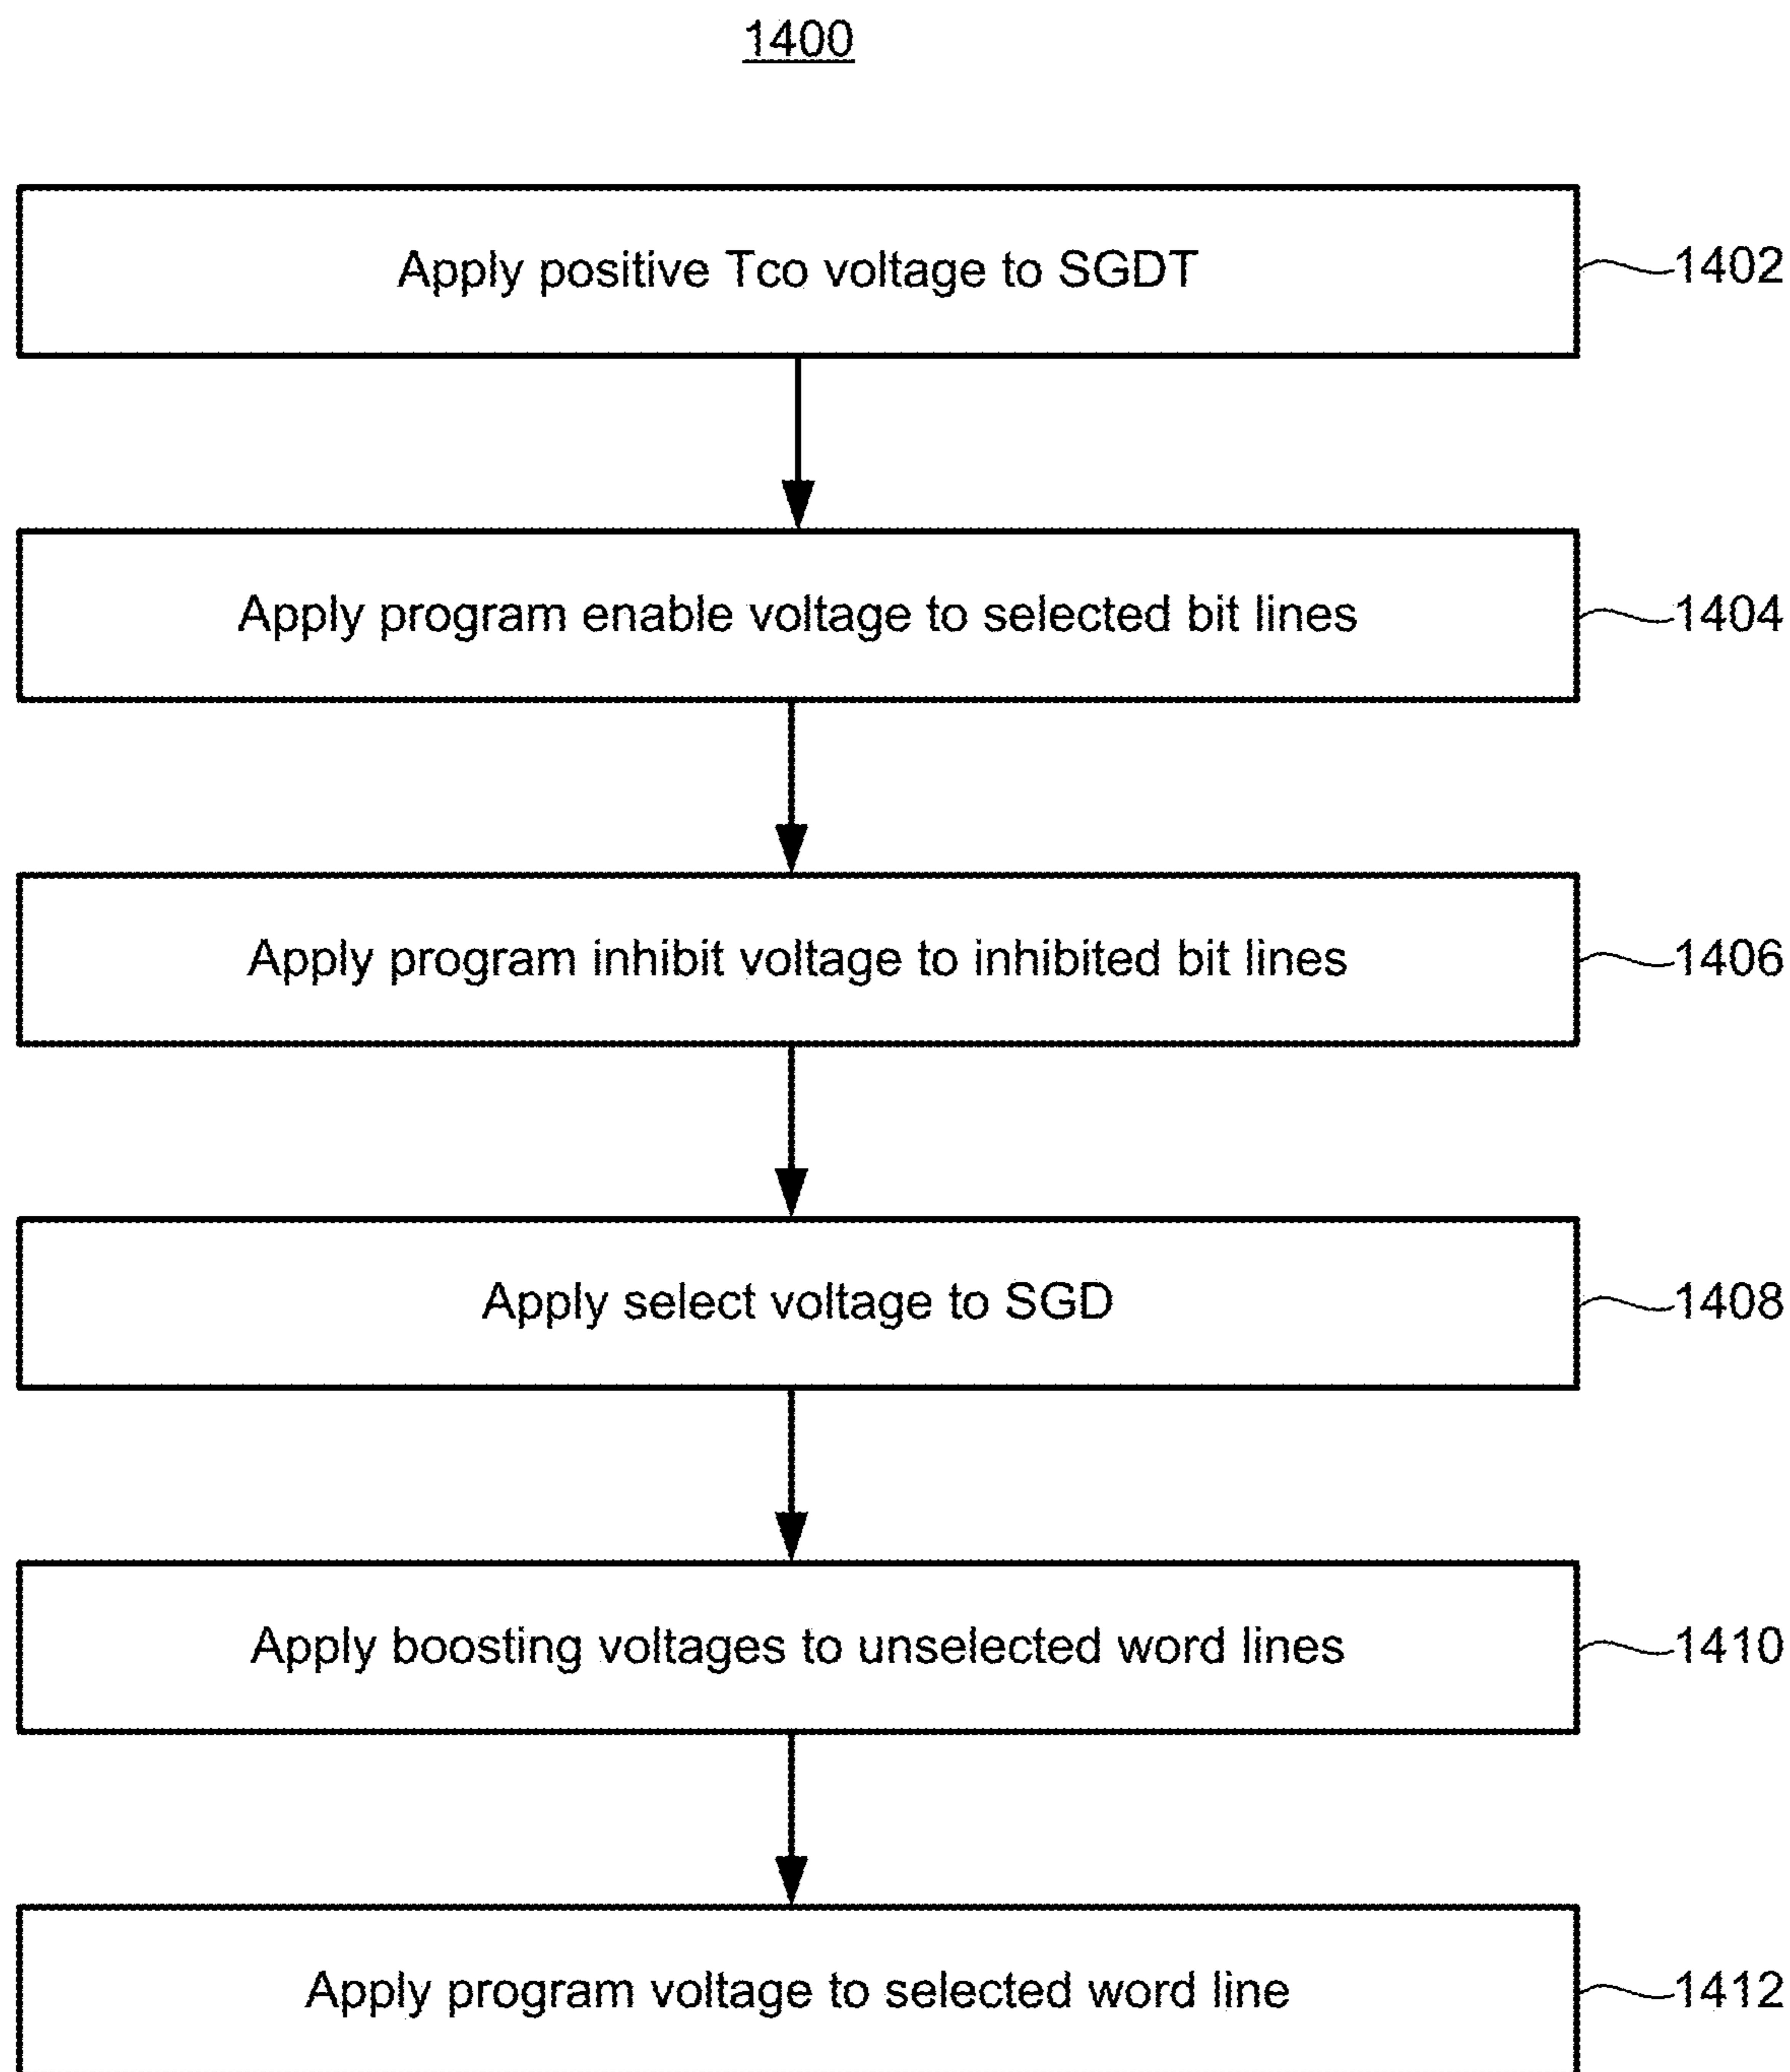 1400
Apply positive Tco voltage to SGDT
1402
Apply program enable voltage to selected bit lines
1404
Apply program inhibit voltage to inhibited bit lines
1406
Apply select voltage to SGD
1408
Apply boosting voltages to unselected word lines
1410
Apply program voltage to selected word line
1412